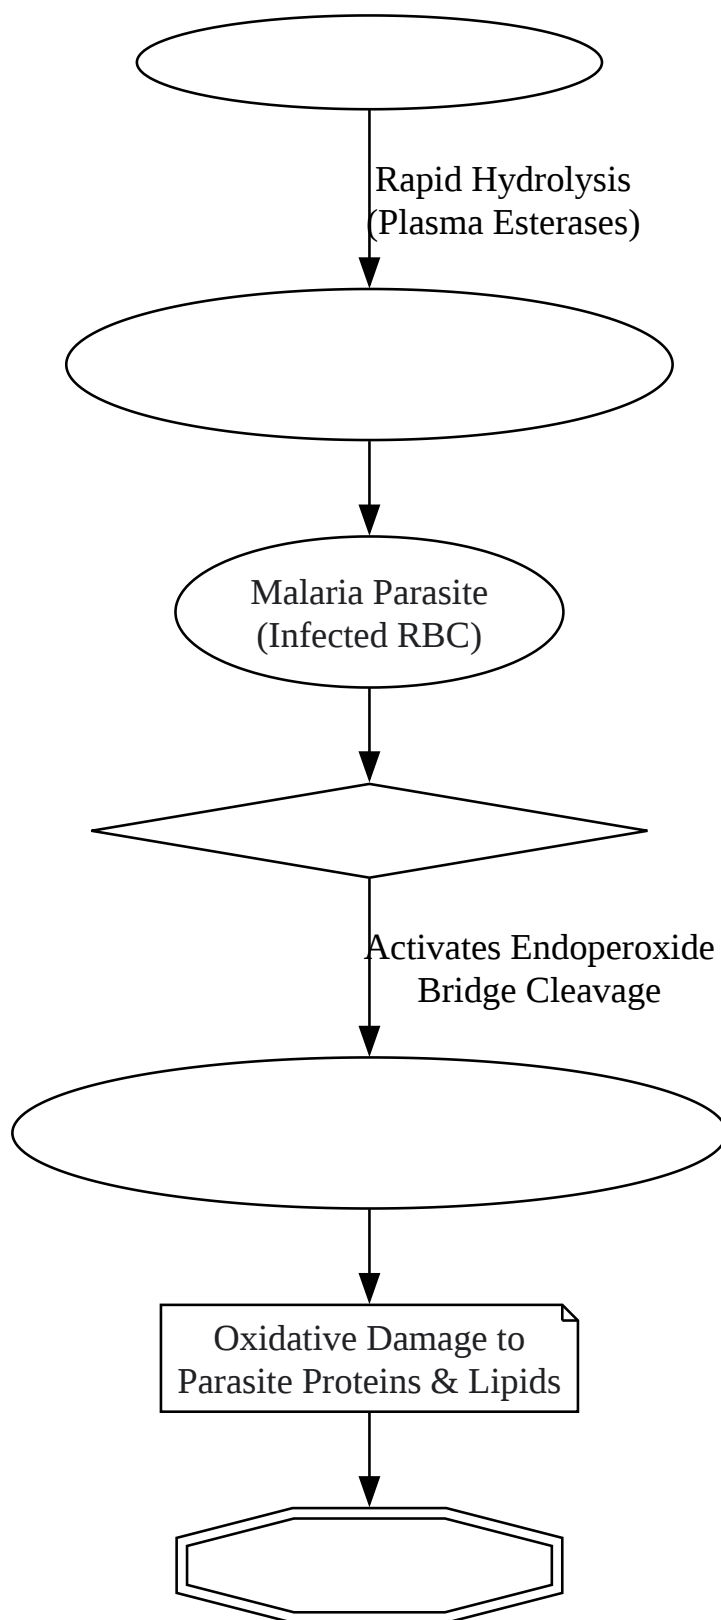 Rapid Hydrolysis
(Plasma Esterases)
Malaria Parasite
(Infected RBC)
Activates Endoperoxide
Bridge Cleavage
Oxidative Damage to
Parasite Proteins & Lipids